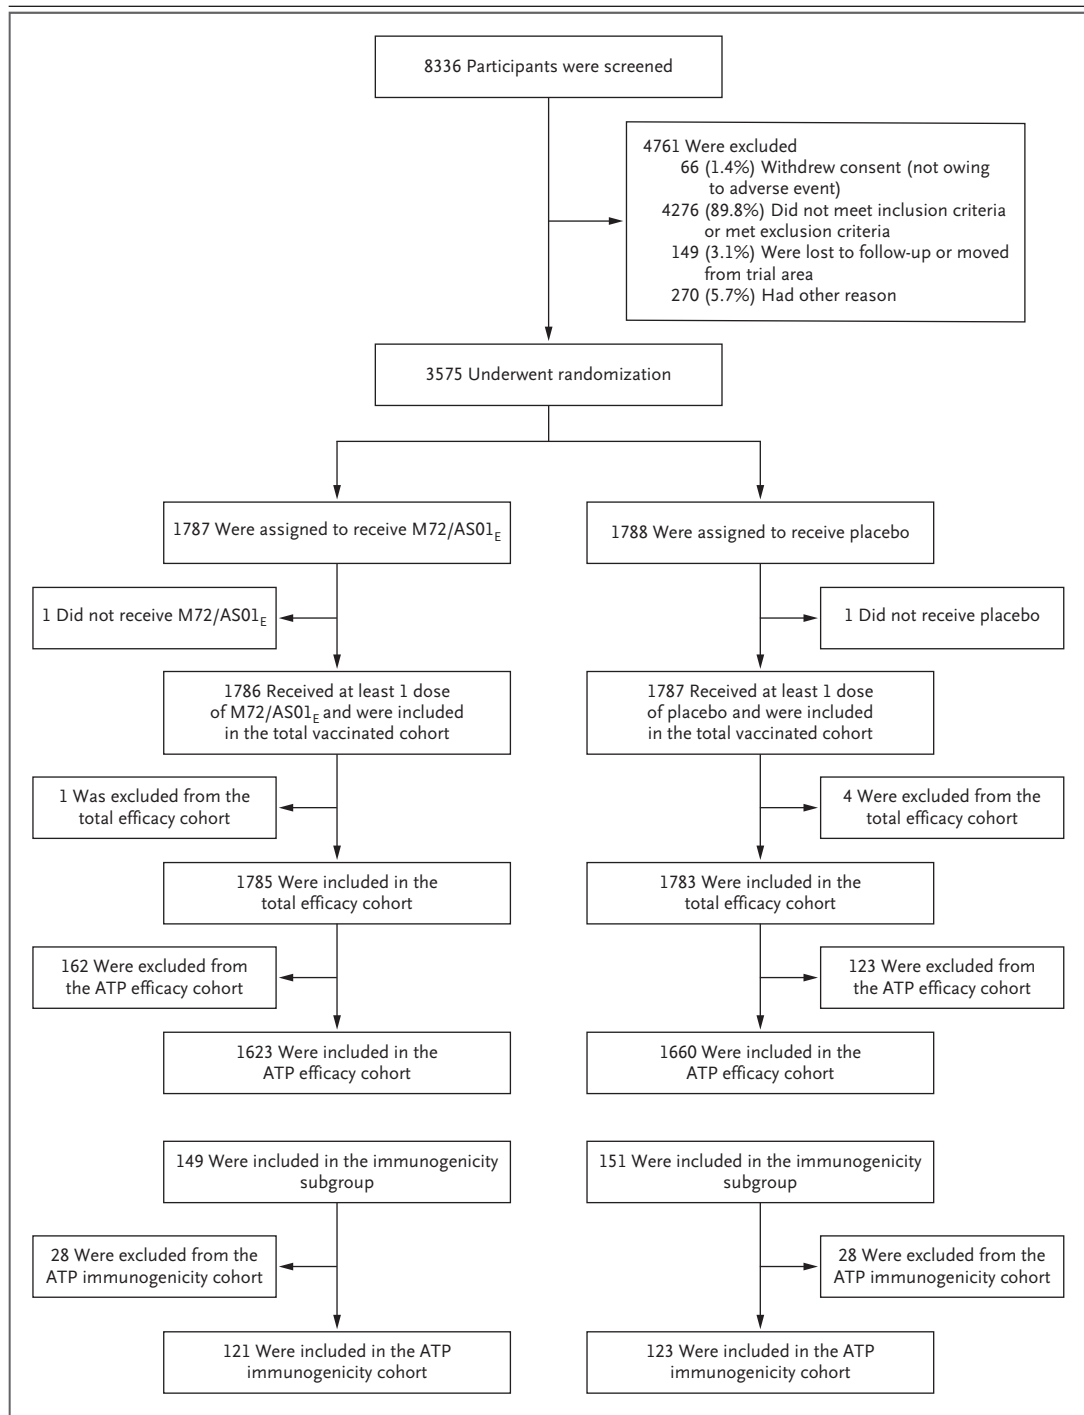 8336 Participants were screened
4761 Were excluded
66 (1.4%) Withdrew consent (not owing
to adverse event)
4276 (89.8%) Did not meet inclusion criteria
or met exclusion criteria
149 (3.1%) Were lost to follow-up or moved
from trial area
270 (5.7%) Had other reason
3575 Underwent randomization
1787 Were assigned to receive M72/AS01E
1788 Were assigned to receive placebo
1 Did not receive M72/AS01E
1 Did not receive placebo
1786 Received at least 1 dose
of M72/AS01E and were included
in the total vaccinated cohort
1787 Received at least 1 dose
of placebo and were included
in the total vaccinated cohort
1 Was excluded from the
total efficacy cohort
4 Were excluded from the
total efficacy cohort
1785 Were included in the
total efficacy cohort
1783 Were included in the
total efficacy cohort
162 Were excluded from
the ATP efficacy cohort
123 Were excluded from
the ATP efficacy cohort
1623 Were included in the
ATP efficacy cohort
1660 Were included in the
ATP efficacy cohort
149 Were included in the immunogenicity
subgroup
151 Were included in the immunogenicity
subgroup
28 Were excluded from the
ATP immunogenicity cohort
28 Were excluded from the
ATP immunogenicity cohort
121 Were included in the ATP
immunogenicity cohort
123 Were included in the ATP
immunogenicity cohort